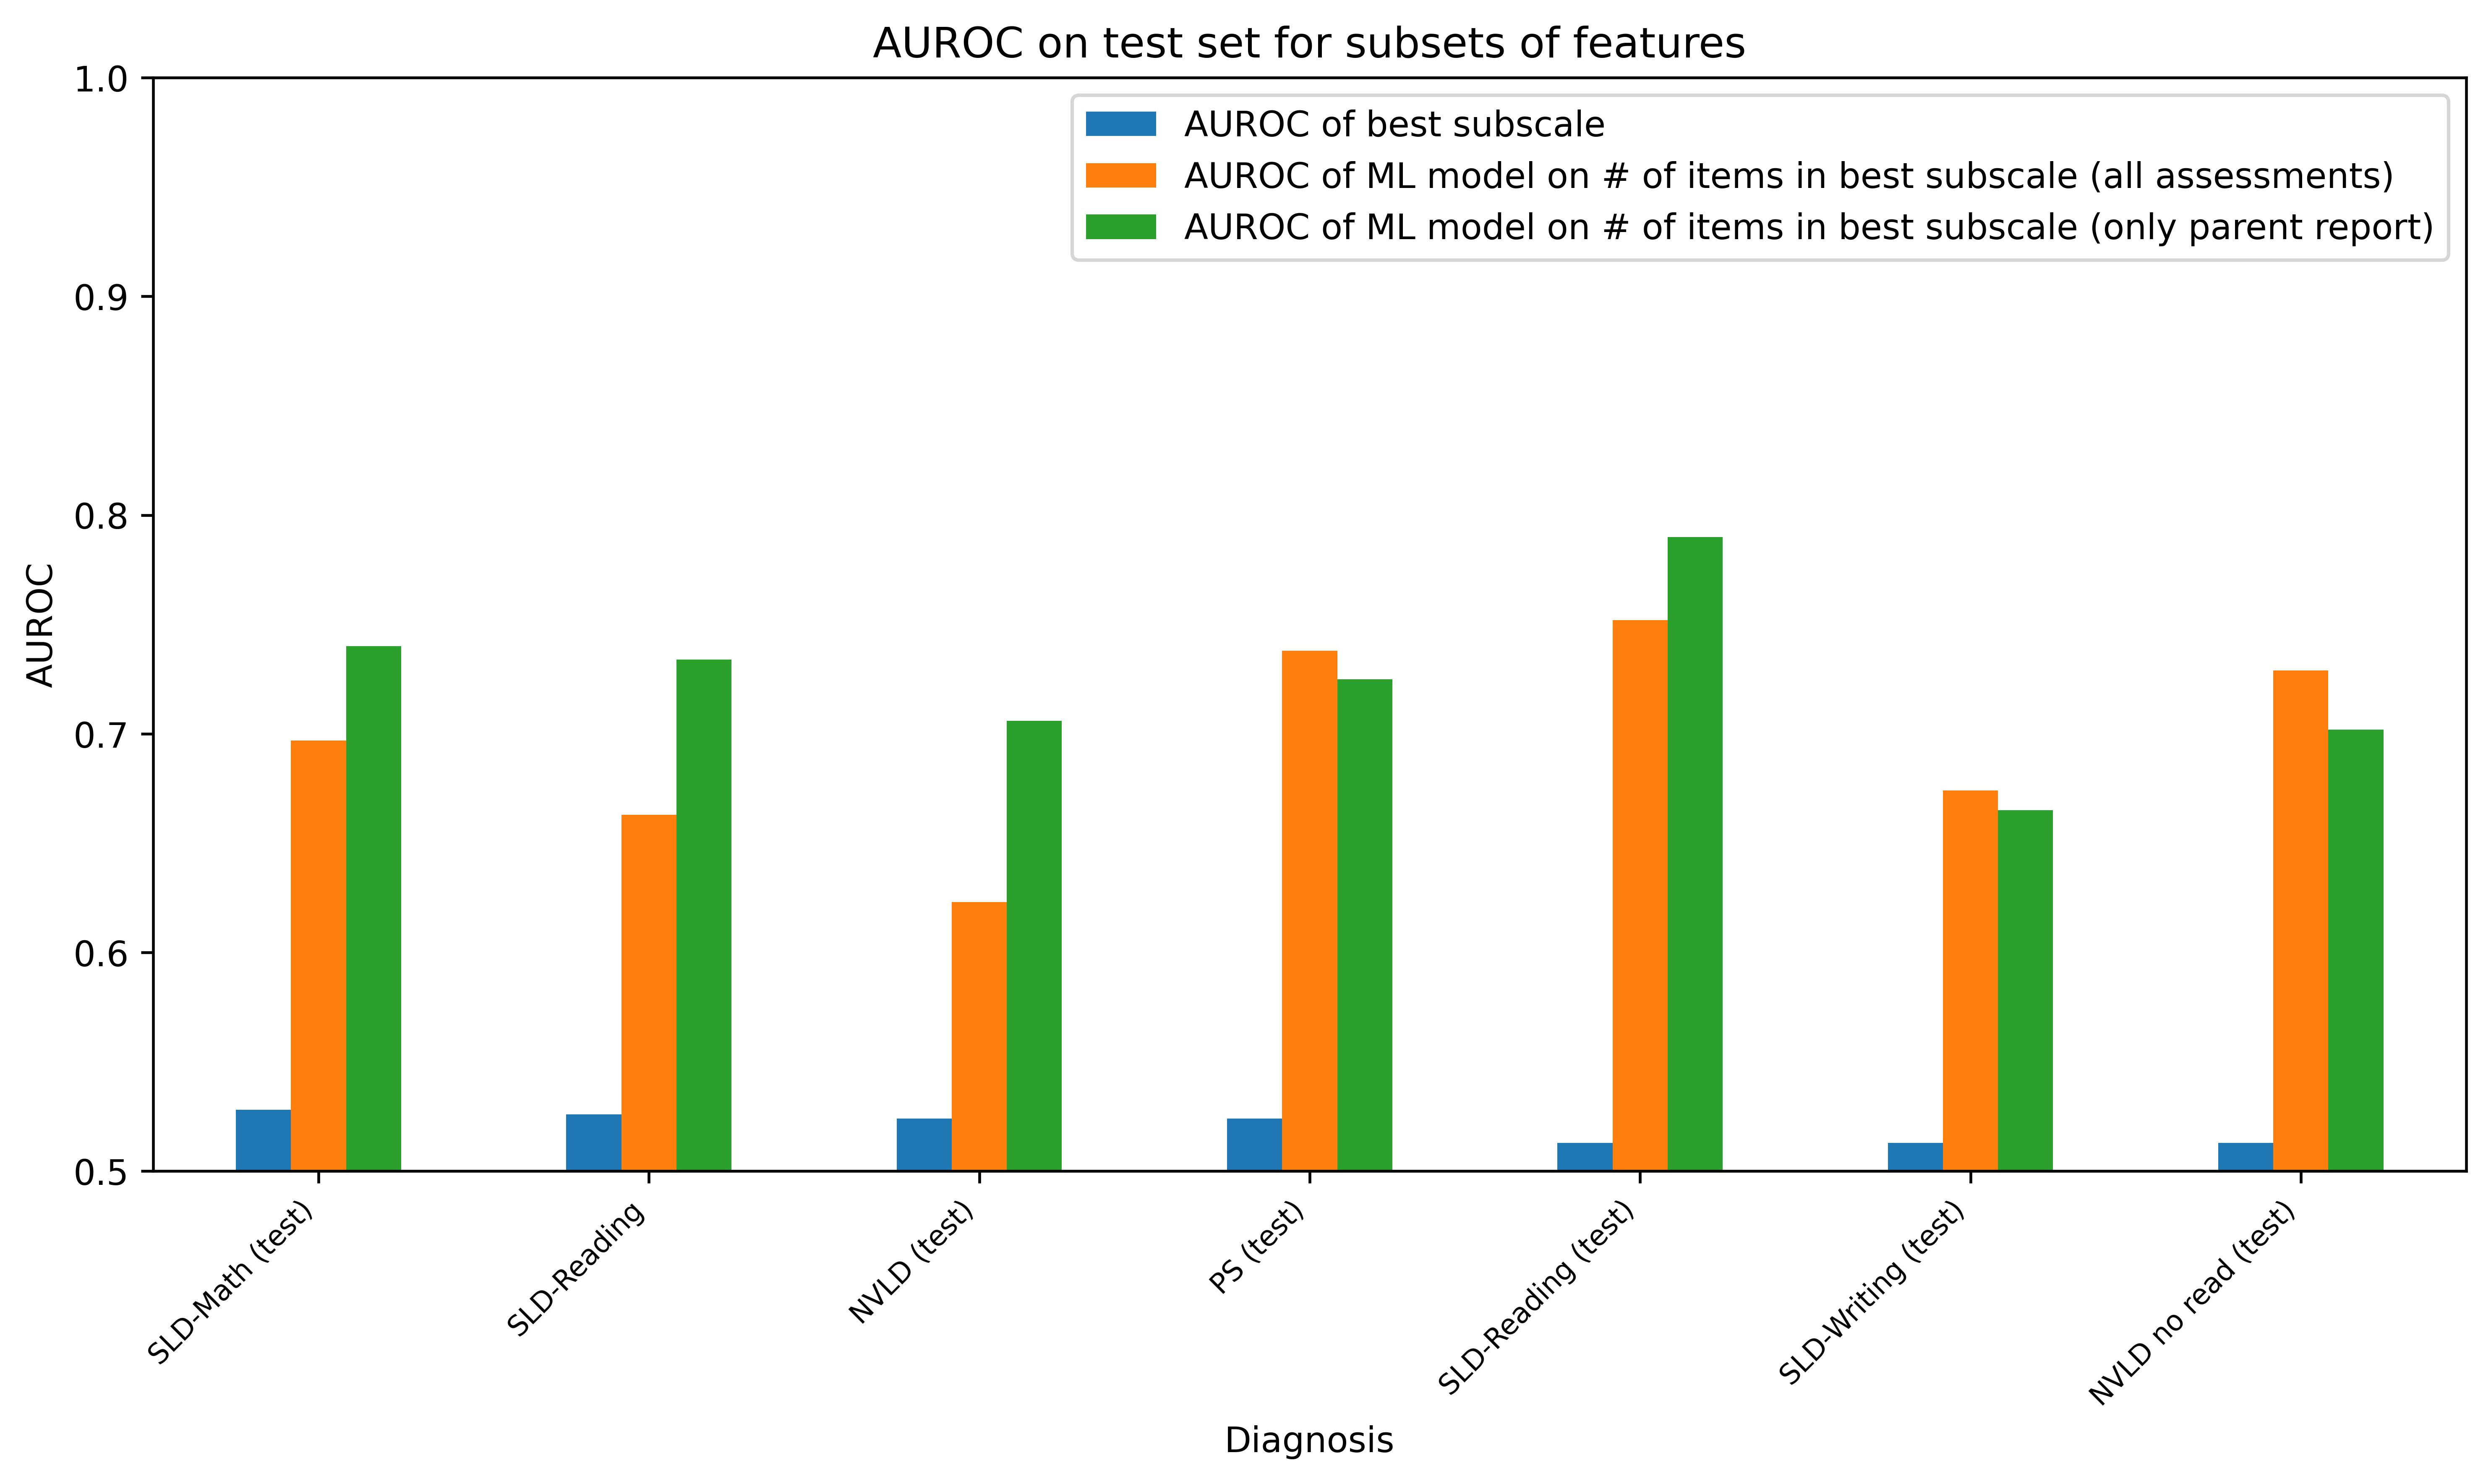 AUROC on test set for subsets of features
AUROC of best subscale
AUROC of ML model on # of items in best subscale (all assessments)
AUROC of ML model on # of items in best subscale (only parent report)
AUROC
1.0
0.9
0.8
0.7
0.6
0.5
SLD-Math (test)
SLD-Reading
NVLD (test)
PS (test)
SLD-Reading (test)
SLD-Writing (test)
NVLD no read (test)
Diagnosis